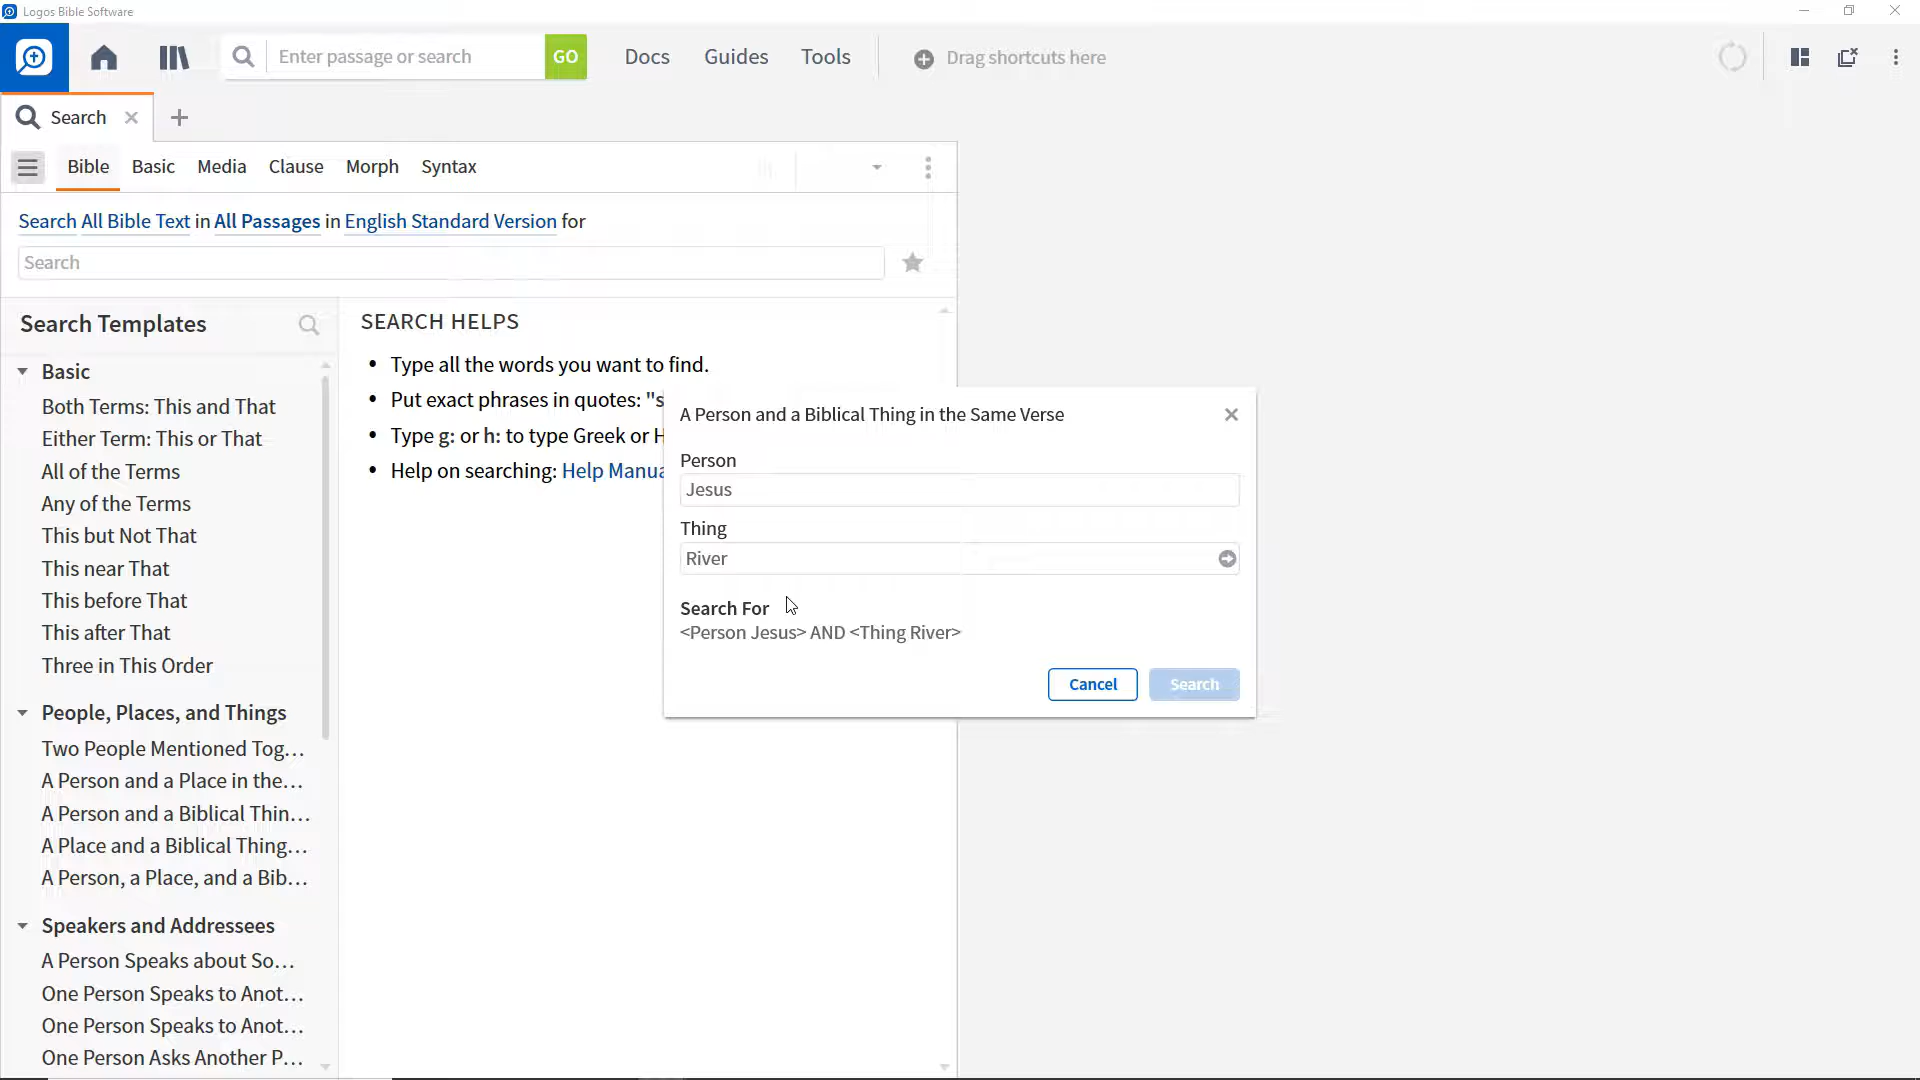 Logos Bible Software
Enter passage or search
GO
Docs
Guides
Tools
Drag shortcuts here
Search
Bible
Basic
Media
Clause
Morph
Syntax
Search All Bible Text in All Passages in English Standard Version for
Search
Search Templates
Basic
Both Terms: This and That
Either Term: This or That
All of the Terms
Any of the Terms
This but Not That
This near That
This before That
This after That
Three in This Order
People, Places, and Things
Two People Mentioned Tog...
A Person and a Place in the...
A Person and a Biblical Thin...
A Place and a Biblical Thing...
A Person, a Place, and a Bib...
Speakers and Addressees
A Person Speaks about So...
One Person Speaks to Anot...
One Person Speaks to Anot...
One Person Asks Another P...
SEARCH HELPS
• Type all the words you want to find.
• Put exact phrases in quotes: "s
• Type g: or h: to type Greek or H
• Help on searching: Help Manua
A Person and a Biblical Thing in the Same Verse
Person
Jesus
Thing
River
Search For
<Person Jesus> AND <Thing River>
Cancel
Search